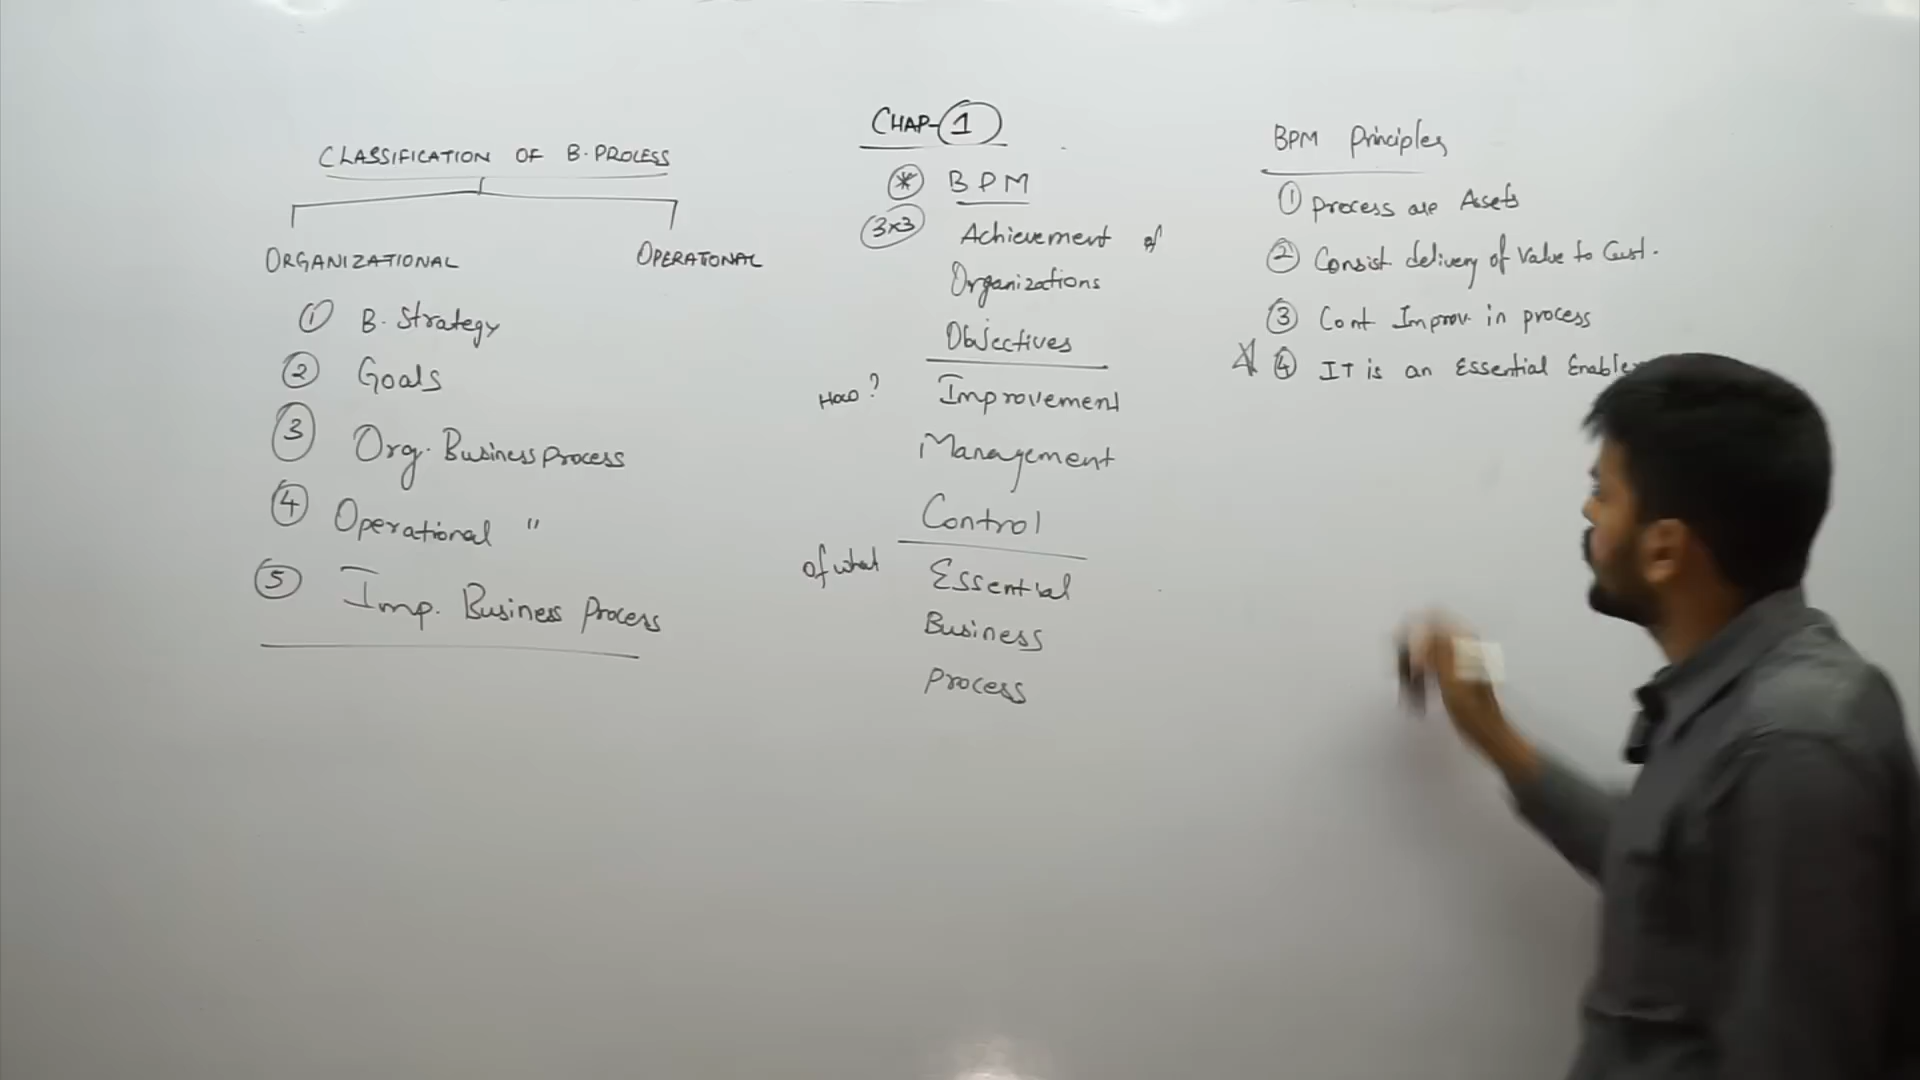 CLASSIFICATION OF B. PROCESS
ORGANIZATIONAL
OPERATONAL
① B. Strategy
② Goals
③ Org. Business process
④ Operational "
⑤ Imp. Business process
CHAP-①
* BPM
3x3 Achievement of
Organizations
Objectives
How? Improvement
Management
Control
of what Essential
Business
process
BPM Principles
① process are Assets
② Consist delivery of value to Cust.
③ Cont Improv. in process
④ IT is an Essential Enabler